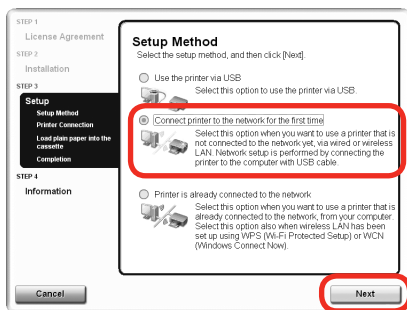 STEP 1
License Agreement
STEP 2
Installation
STEP 3
Setup
Setup Method
Printer Connection
Load plain paper into the
cassette
Completion
STEP 4
Information
Setup Method
Select the setup method, and then click [Next].
Use the printer via USB
Select this option to use the printer via USB.
Connect printer to the network for the first time
Select this option when you want to use a printer that is
not connected to the network yet, via wired or wireless
LAN. Network setup is performed by connecting the
printer to the computer with USB cable.
Printer is already connected to the network
Select this option when you want to use a printer that is
already connected to the network, from your computer.
Select this option also when wireless LAN has been
set up using WPS (Wi-Fi Protected Setup) or WCN
(Windows Connect Now).
Cancel
Next